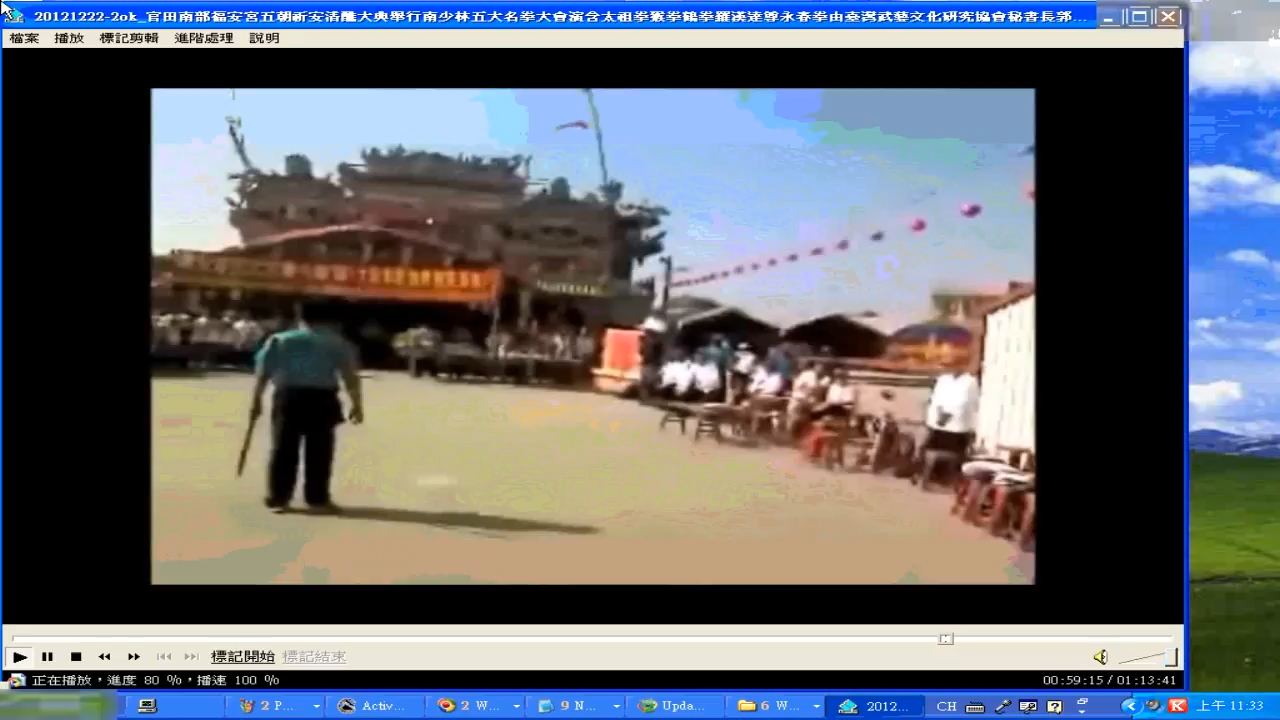 20121222-2ok_官田南部福安宮五朝祈安清醮大典舉行南少林五大名拳大會演含太祖拳猴拳鶴拳羅漢達尊永春拳由臺灣武藝文化研究協會秘書長郭...
檔案 播放 標記剪輯 進階處理 說明
標記開始 標記結束
正在播放，進度 80 %，播速 100 % 00:59:15 / 01:13:41
2 P... Activ... 2 W... 9 N... Upda... 6 W... 2012... CH 上午 11:33